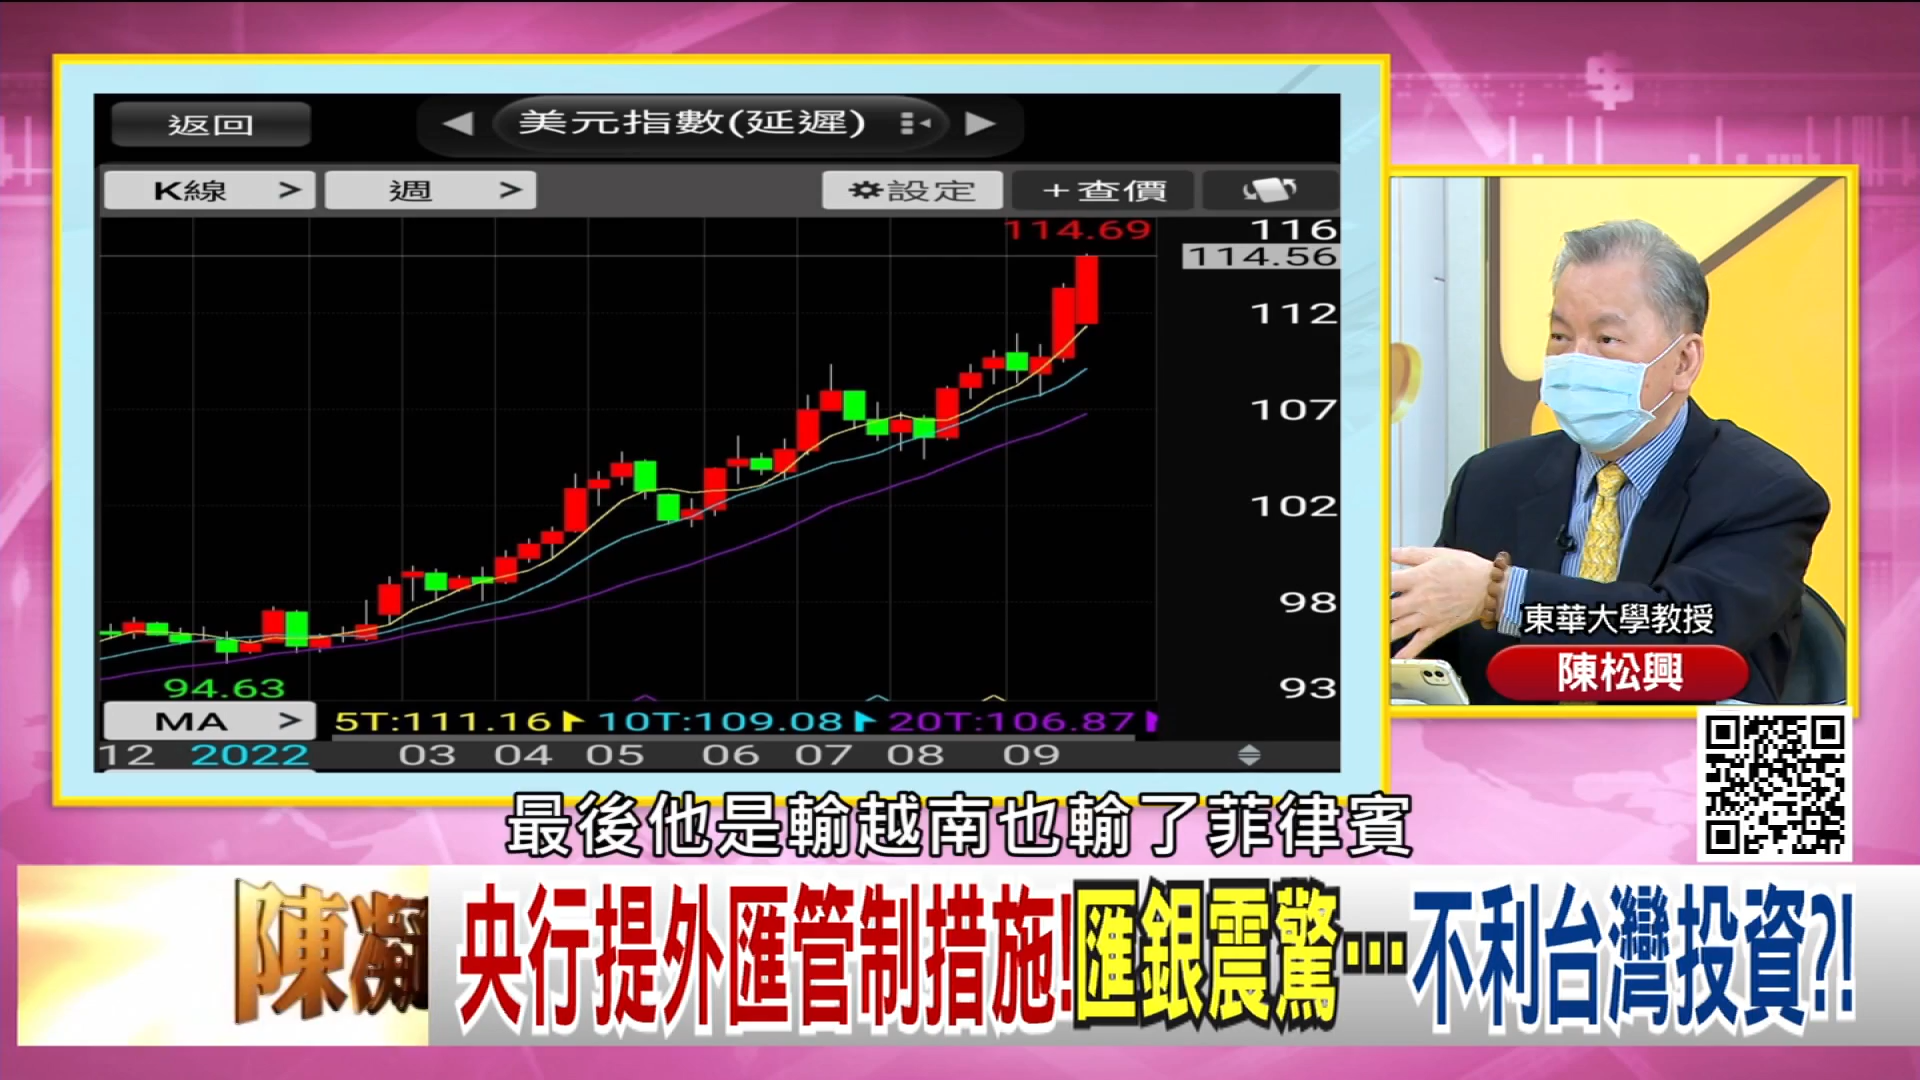 返回
美元指數(延遲)
K線 >
週 >
設定
+查價
114.69
116
114.56
112
107
102
98
93
94.63
MA >
5T:111.16
10T:109.08
20T:106.87
12 2022 03 04 05 06 07 08 09
東華大學教授
陳松興
最後他是輸越南也輸了菲律賓
陳凝
央行提外匯管制措施!匯銀震驚…不利台灣投資?!